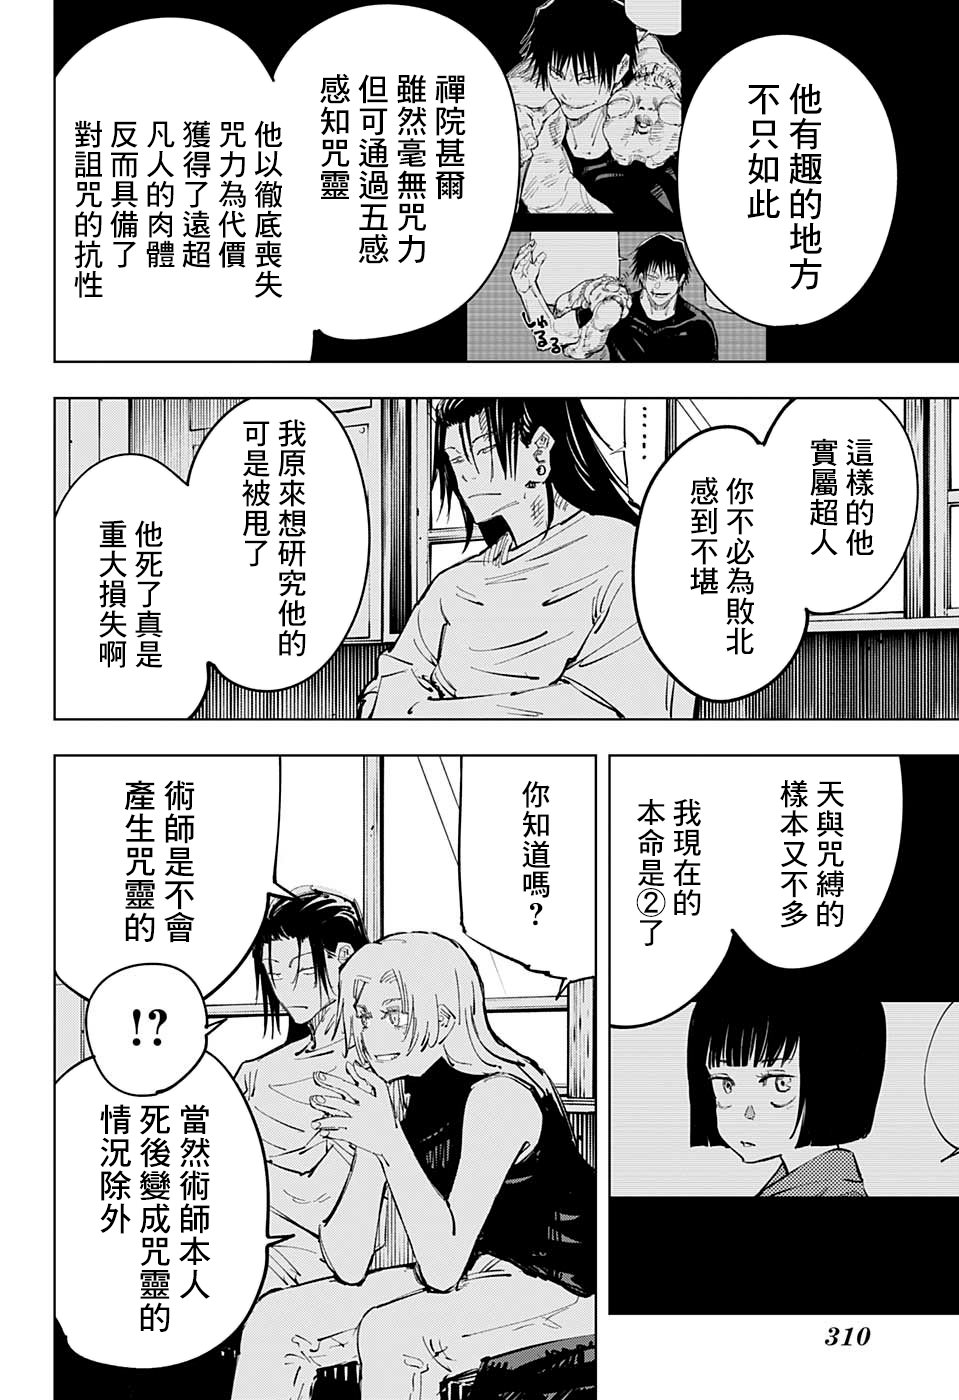 他有趣的地方
不只如此
禪院甚爾
雖然毫無咒力
但可通過五感
感知咒靈
他以徹底喪失
咒力為代價
獲得了遠超
凡人的肉體
反而具備了
對詛咒的抗性
しゅるる
這樣的他
實屬超人
你不必為敗北
感到不堪
……
我原來想研究他的
可是被甩了
他死了真是
重大損失啊
天與咒縛的
樣本又不多
我現在的
本命是②了
你知道嗎?
術師是不會
產生咒靈的
!?
當然術師本人
死後變成咒靈的
情況除外
310